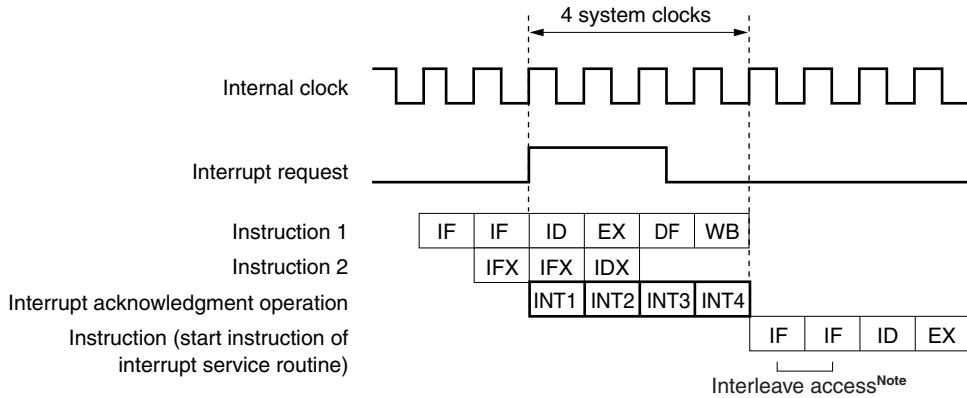 4 system clocks
Internal clock
Interrupt request
Instruction 1 IF IF ID EX DF WB
Instruction 2 IFX IFX IDX
Interrupt acknowledgment operation INT1 INT2 INT3 INT4
Instruction (start instruction of IF IF ID EX
interrupt service routine)
Interleave accessNote